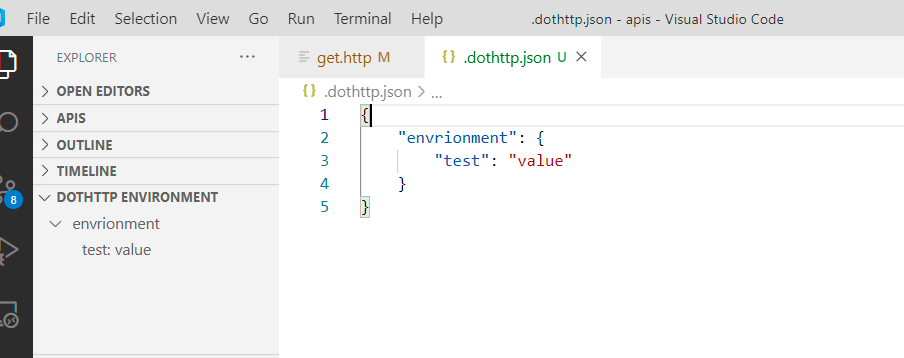 File Edit Selection View Go Run Terminal Help .dothttp.json - apis - Visual Studio Code
EXPLORER ...
OPEN EDITORS
APIS
OUTLINE
TIMELINE
DOTHTTP ENVIRONMENT
envrionment
test: value
8
get.http M {} .dothttp.json U ×
{} .dothttp.json > ...
1 {
2 "envrionment": {
3 "test": "value"
4 }
5 }